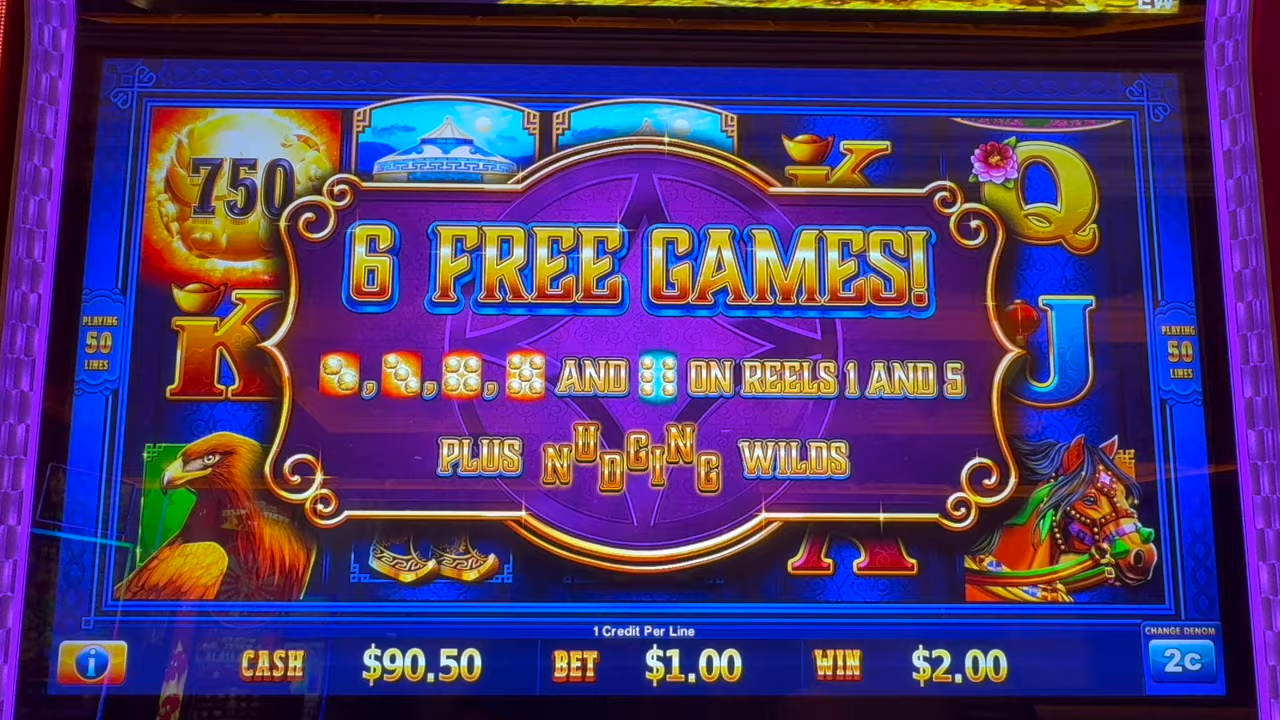 750
K
Q
6 FREE GAMES!
, , , AND ON REELS 1 AND 5
PLUS NUDGING WILDS
K
J
PLAYING
50
LINES
PLAYING
50
LINES
A
1 Credit Per Line
CASH $90.50 BET $1.00 WIN $2.00
CHANGE DENOM
2c
i